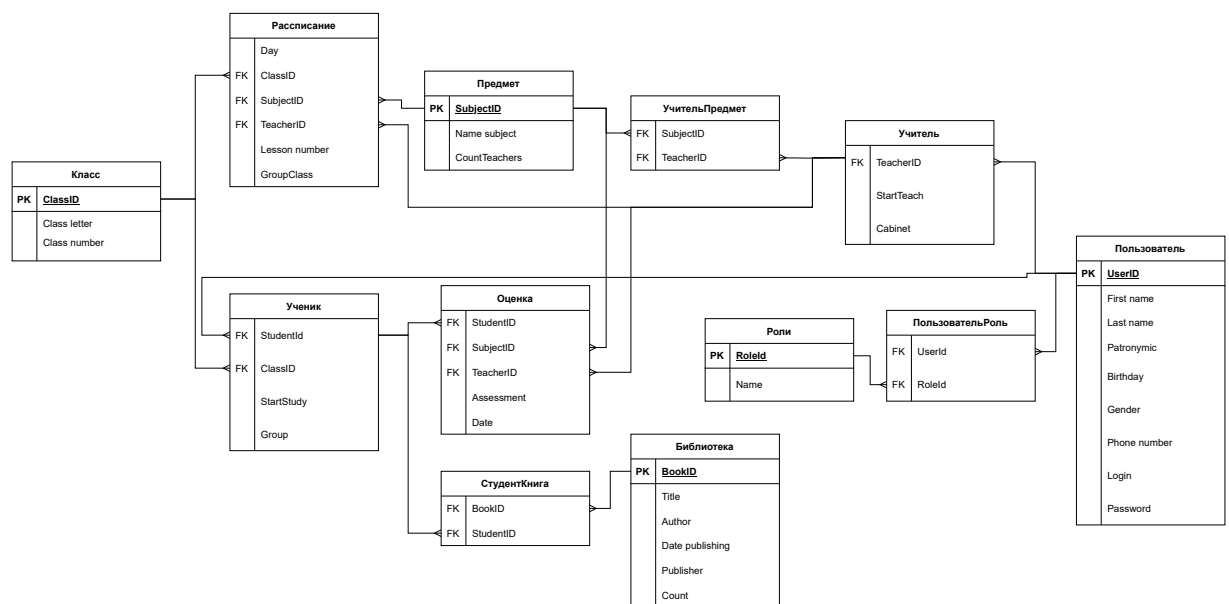 Рассписание
Day
FK ClassID
FK SubjectID
FK TeacherID
Lesson number
GroupClass
Предмет
PK SubjectID
Name subject
CountTeachers
УчительПредмет
FK SubjectID
FK TeacherID
Учитель
FK TeacherID
StartTeach
Cabinet
Класс
PK ClassID
Class letter
Class number
Пользователь
PK UserID
First name
Last name
Patronymic
Birthday
Gender
Phone number
Login
Password
Ученик
FK StudentId
FK ClassID
StartStudy
Group
Оценка
FK StudentID
FK SubjectID
FK TeacherID
Assessment
Date
Роли
PK RoleId
Name
ПользовательРоль
FK UserId
FK RoleId
СтудентКнига
FK BookID
FK StudentID
Библиотека
PK BookID
Title
Author
Date publishing
Publisher
Count